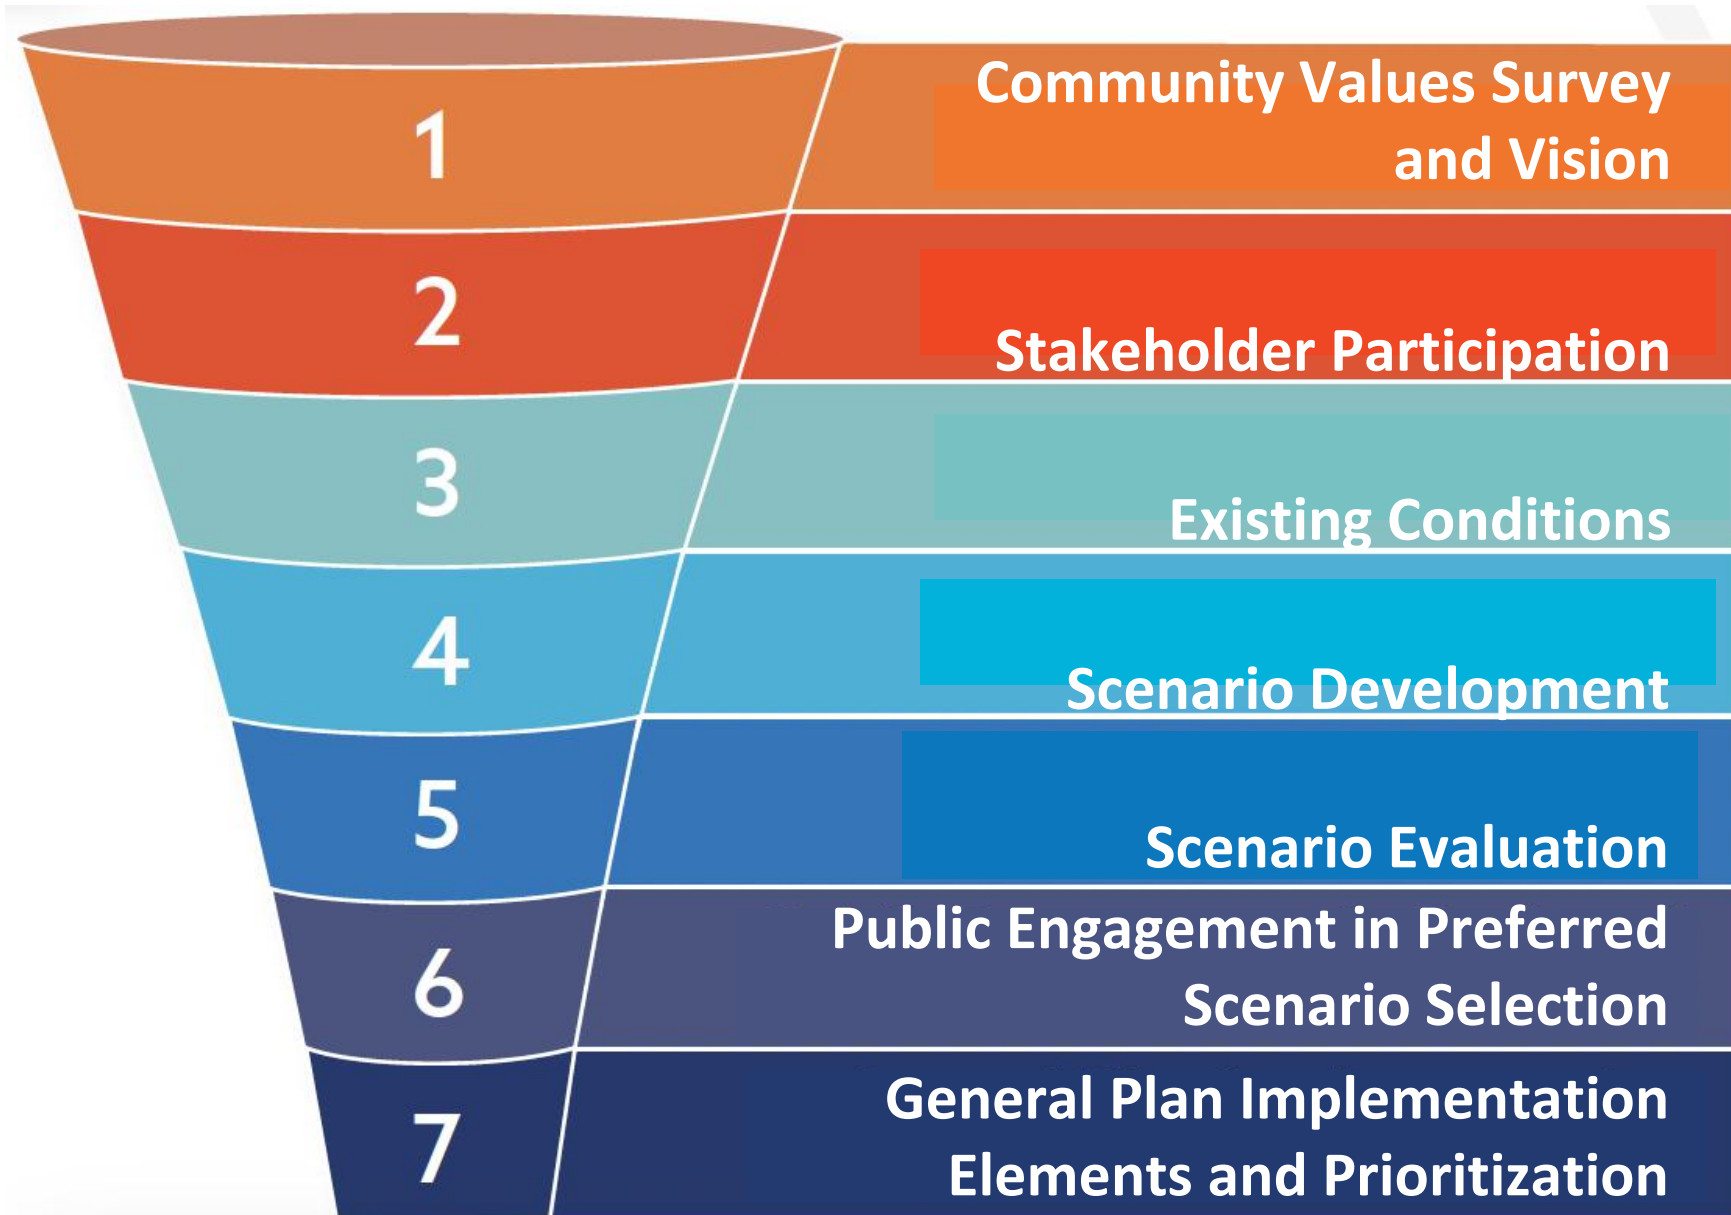 1
Community Values Survey
and Vision
2
Stakeholder Participation
3
Existing Conditions
4
Scenario Development
5
Scenario Evaluation
6
Public Engagement in Preferred
Scenario Selection
7
General Plan Implementation
Elements and Prioritization